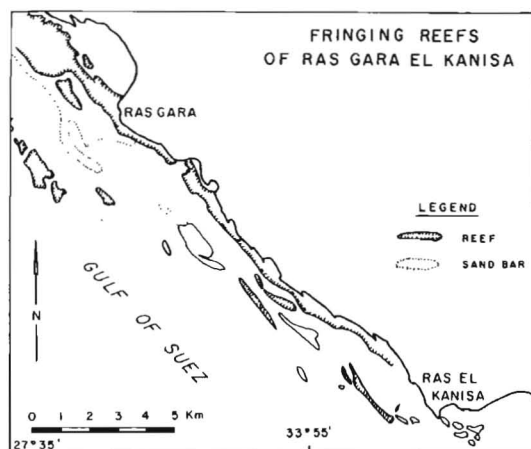 FRINGING REEFS
OF RAS GARA EL KANISA
RAS GARA
LEGEND
REEF
SAND BAR
GULF OF SUEZ
N
RAS EL
KANISA
0 1 2 3 4 5 Km
27°35'
33°55'